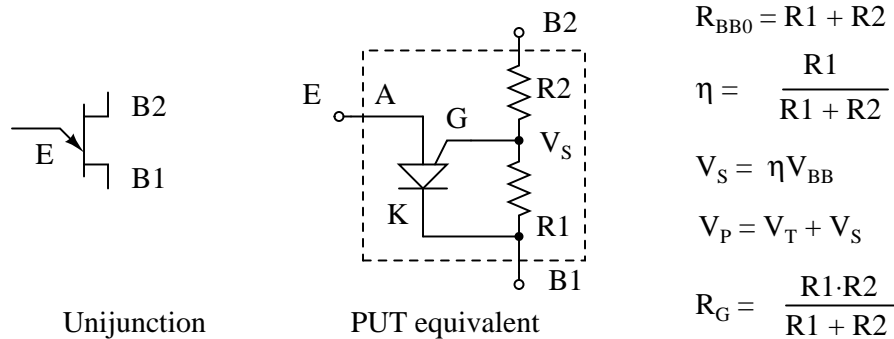 E
B2
B1
Unijunction
B2
R2
E
A
G
V_S
K
R1
B1
PUT equivalent
R_BB0 = R1 + R2
η = R1
R1 + R2
V_S = ηV_BB
V_P = V_T + V_S
R_G = R1·R2
R1 + R2